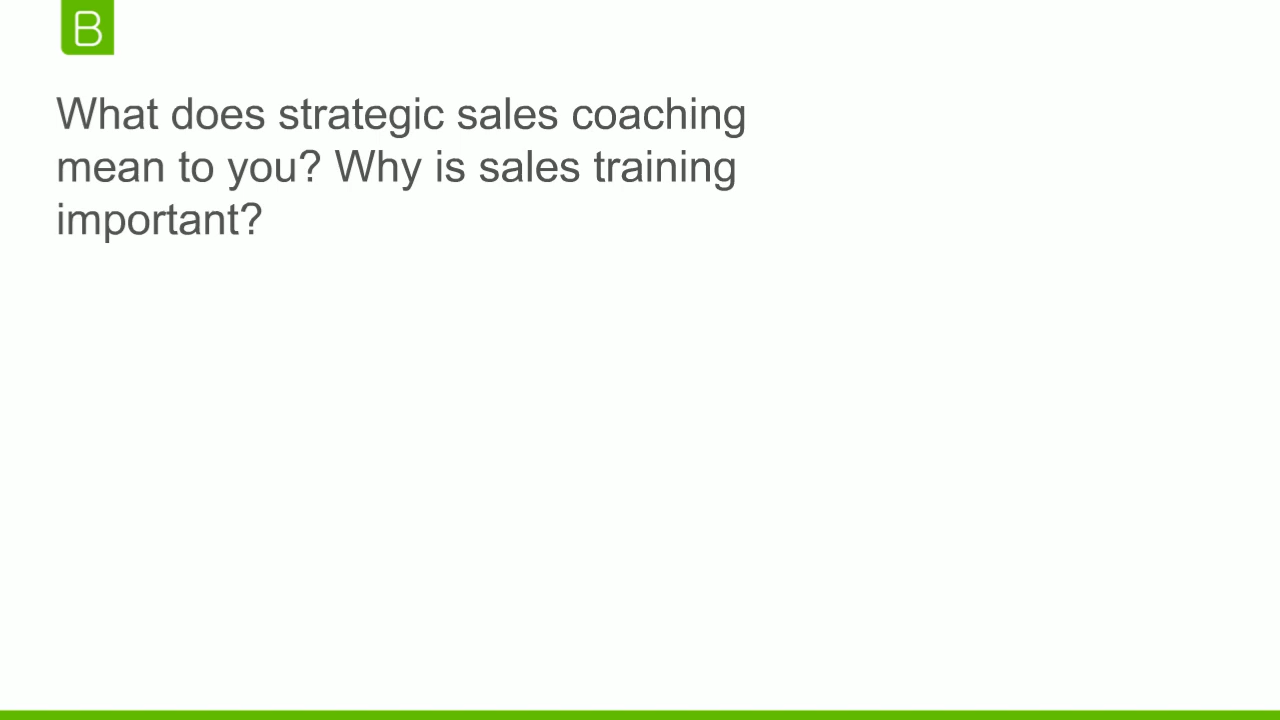 B
What does strategic sales coaching
mean to you? Why is sales training
important?